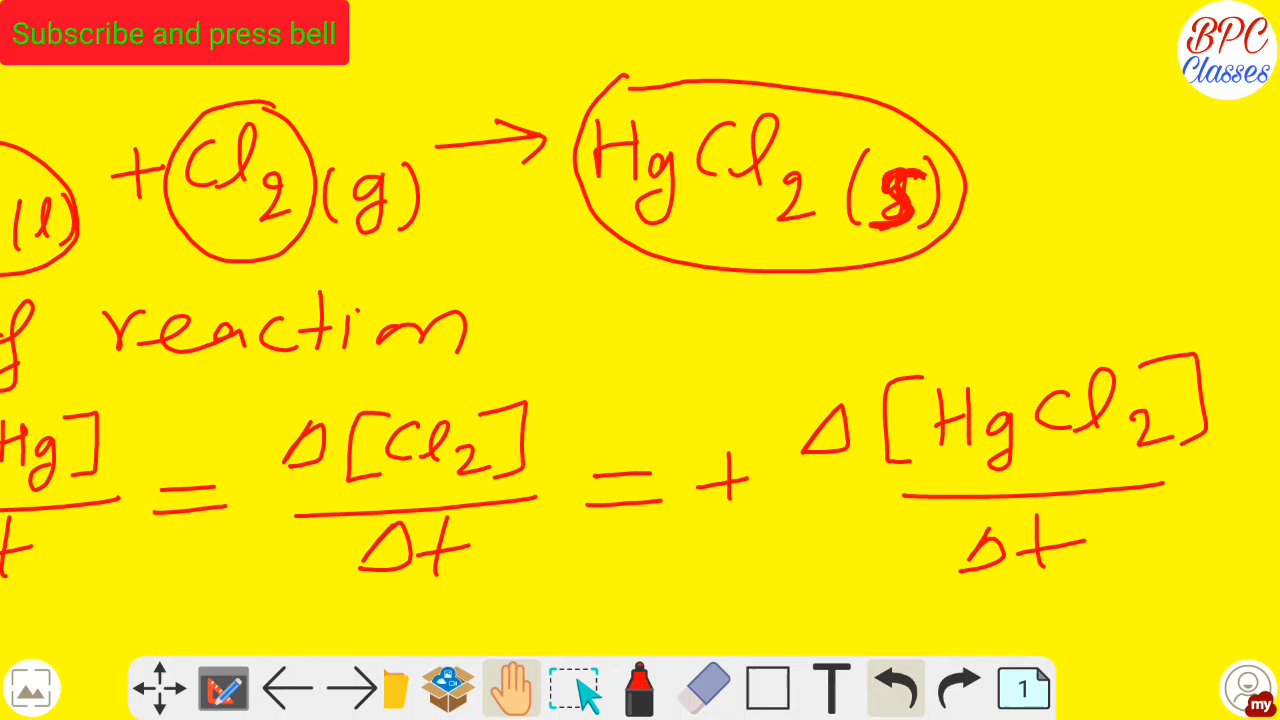 Subscribe and press bell
BPC
Classes
(l) + Cl₂ (g) → HgCl₂ (s)
f reaction
Hg] / t = Δ[Cl₂] / Δt = + Δ[HgCl₂] / Δt
T 1
my